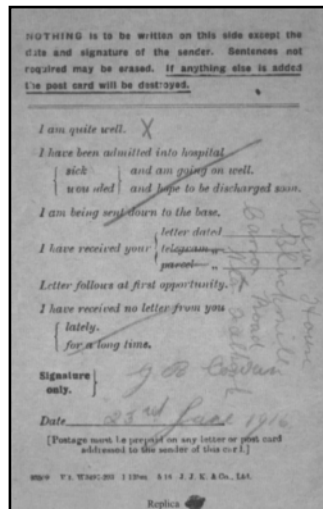 NOTHING is to be written on this side except the
date and signature of the sender. Sentences not
required may be erased. If anything else is added
the post card will be destroyed.
I am quite well. X
I have been admitted into hospital
sick
wounded
and am going on well.
and hope to be discharged soon.
I am being sent down to the base.
I have received your
letter dated
telegram „
parcel „
Letter follows at first opportunity.
I have received no letter from you
lately.
for a long time.
Signature
only.
Date 23rd 1916
[Postage must be prepaid on any letter or post card
addressed to the sender of this card.]
J. J. K. & Co., Ltd.
Replica
Road